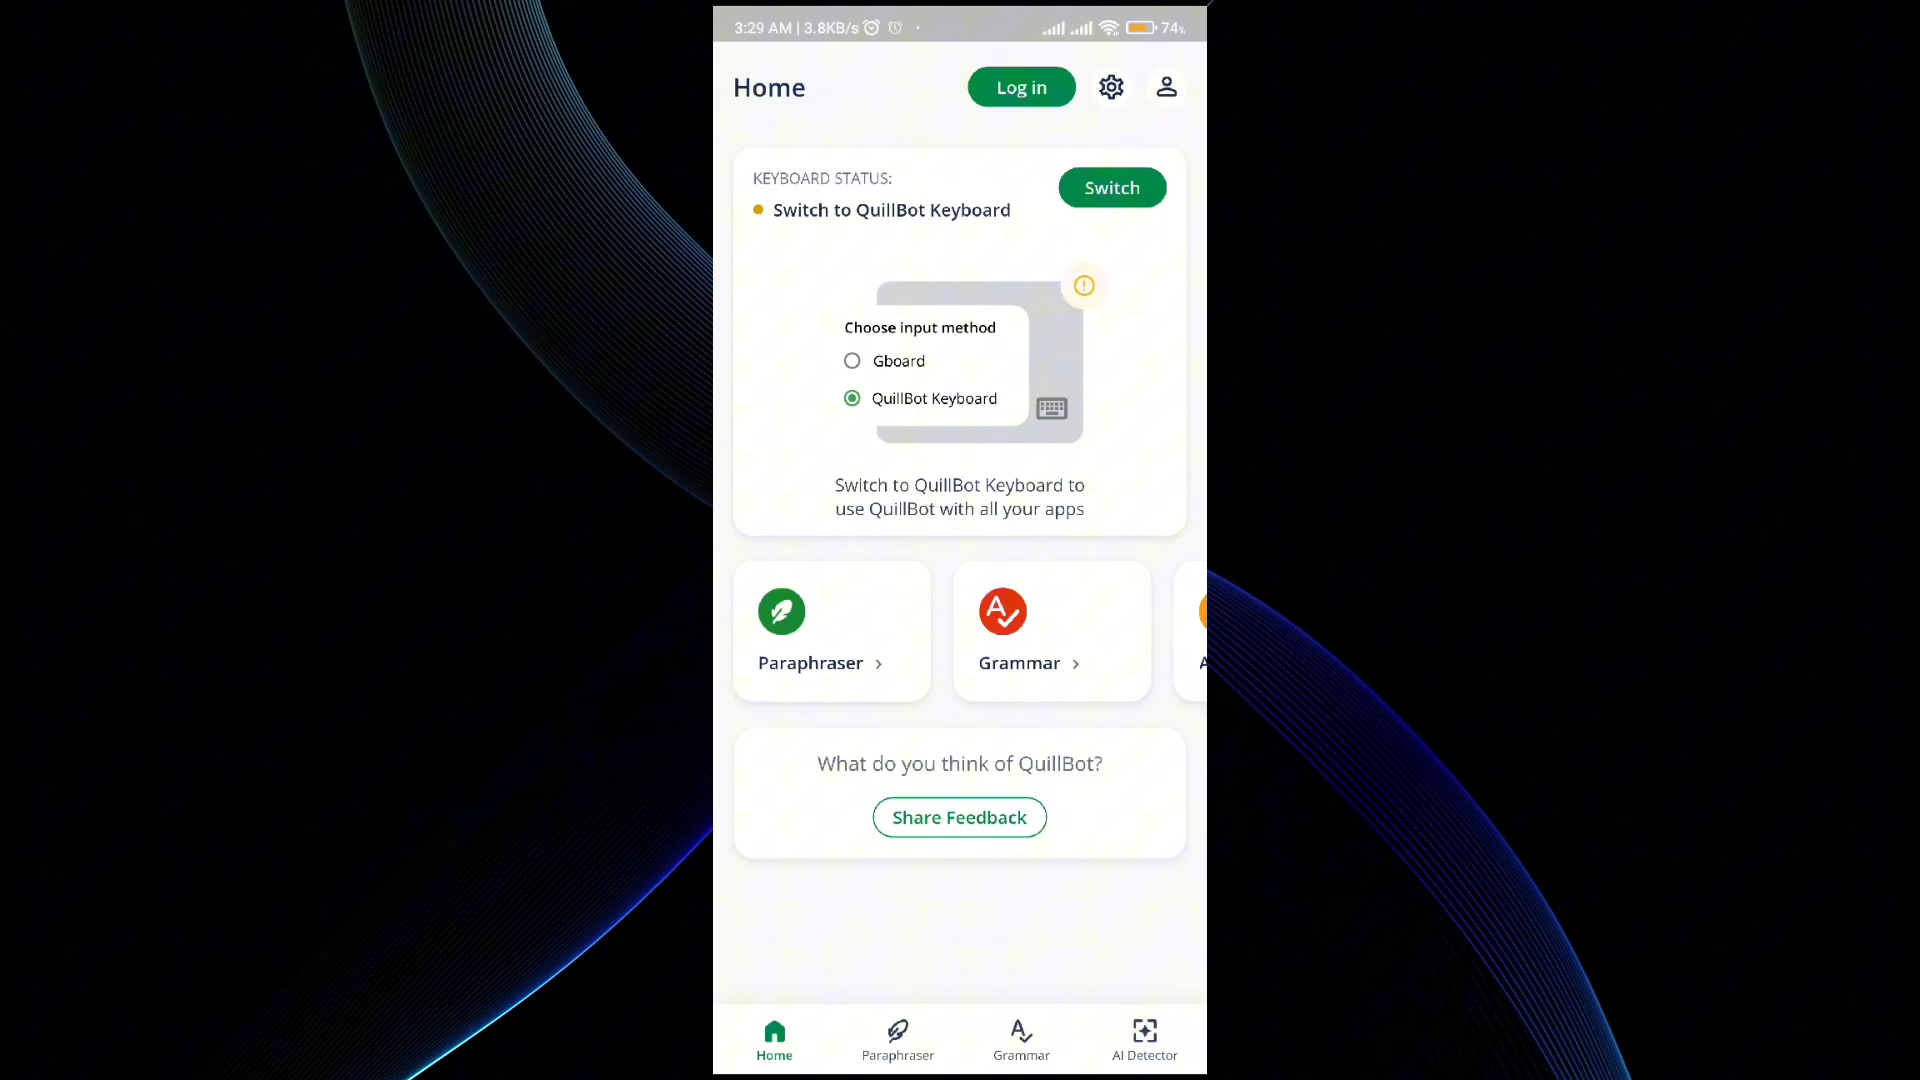 3:29 AM | 3.8KB/s
74%
Home
Log in
KEYBOARD STATUS:
Switch
Switch to QuillBot Keyboard
Choose input method
Gboard
QuillBot Keyboard
Switch to QuillBot Keyboard to
use QuillBot with all your apps
Paraphraser
Grammar
What do you think of QuillBot?
Share Feedback
Home
Paraphraser
Grammar
AI Detector